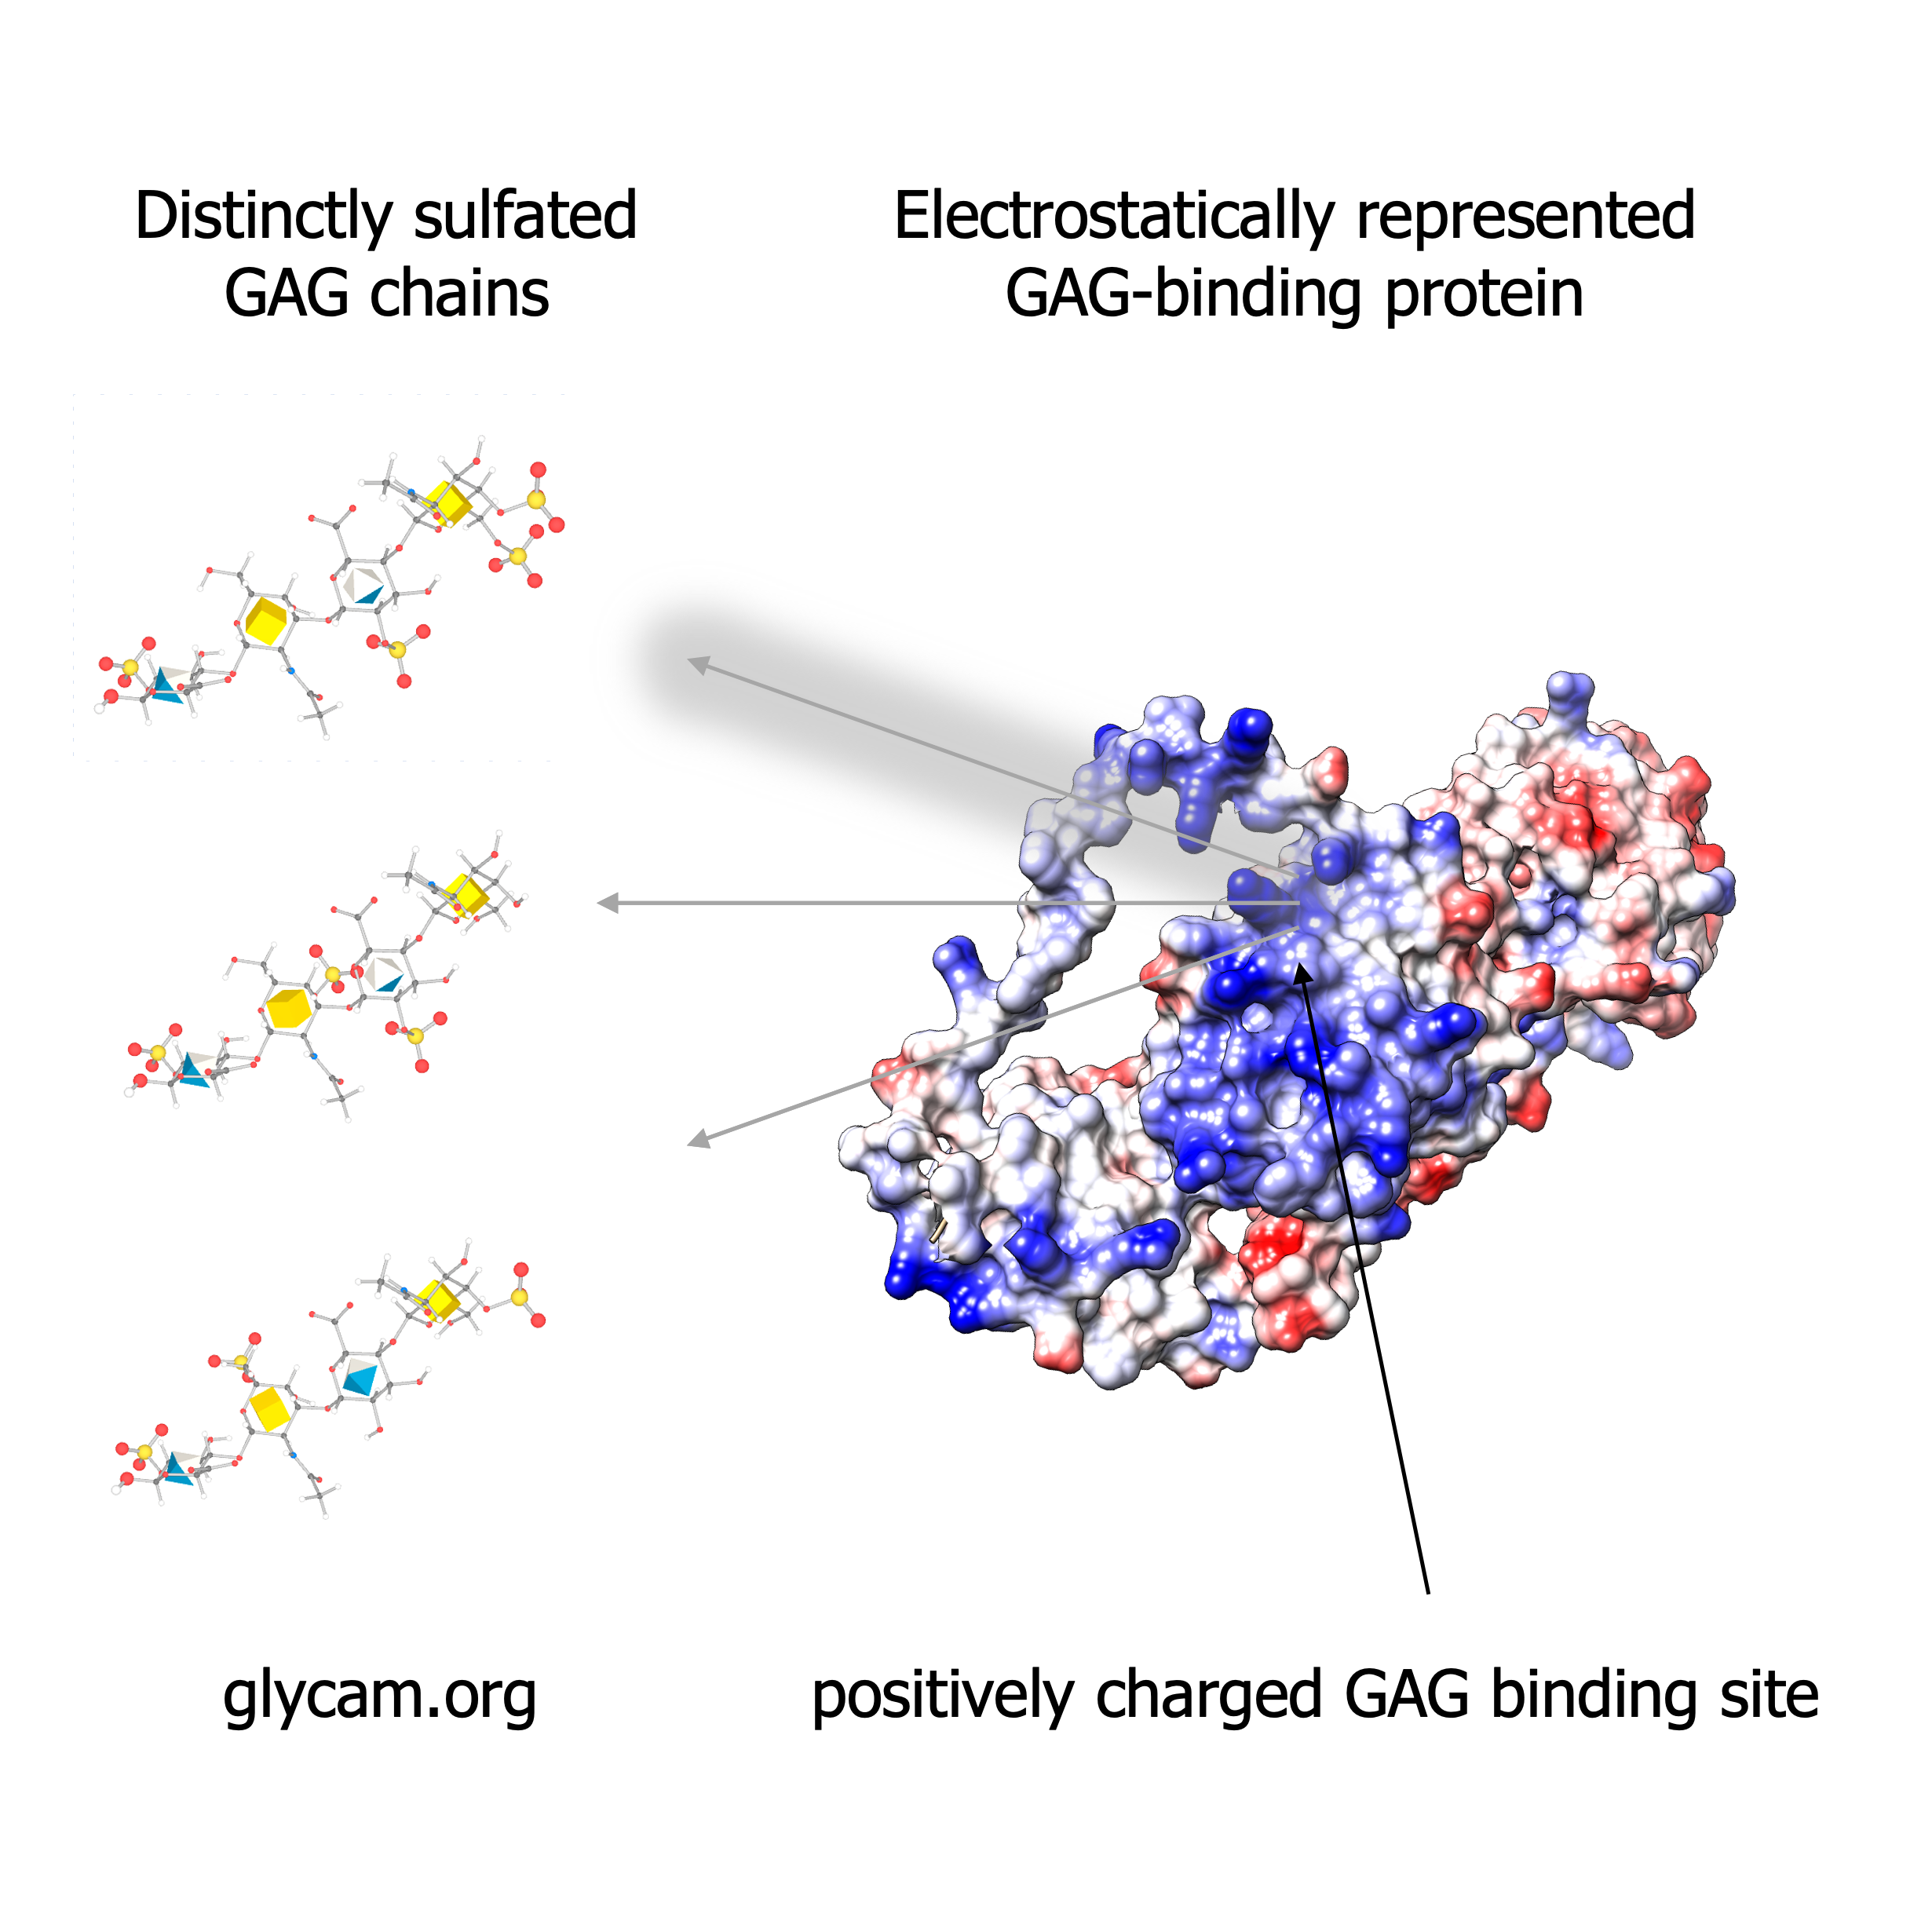 Distinctly sulfated
GAG chains
Electrostatically represented
GAG-binding protein
glycam.org
positively charged GAG binding site